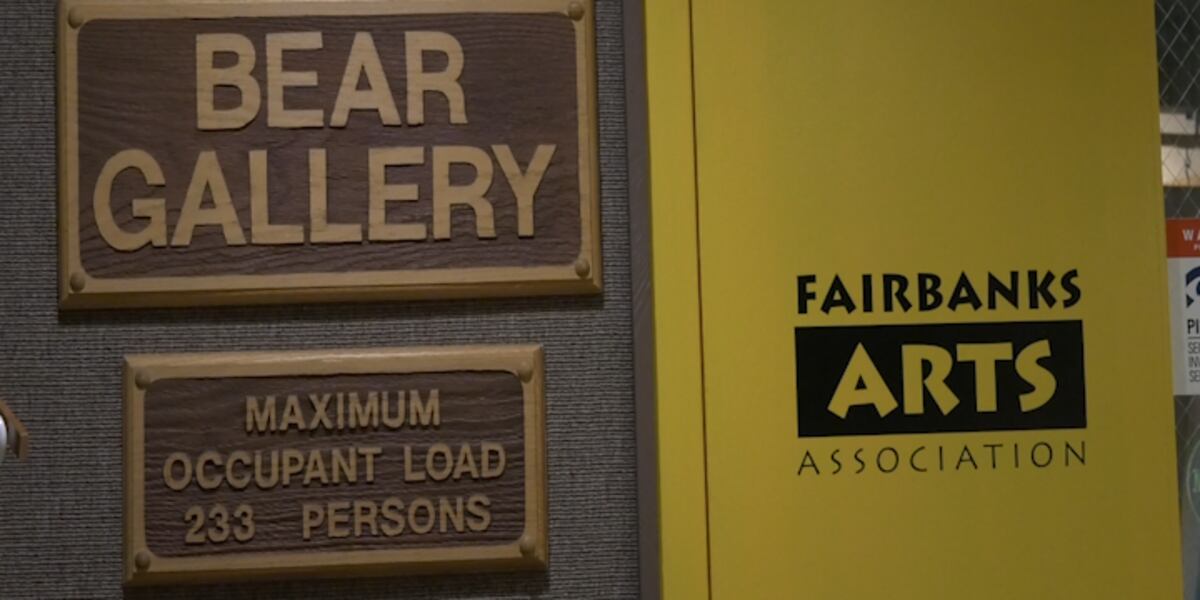 BEAR
GALLERY
MAXIMUM
OCCUPANT LOAD
233 PERSONS
FAIRBANKS
ARTS
ASSOCIATION